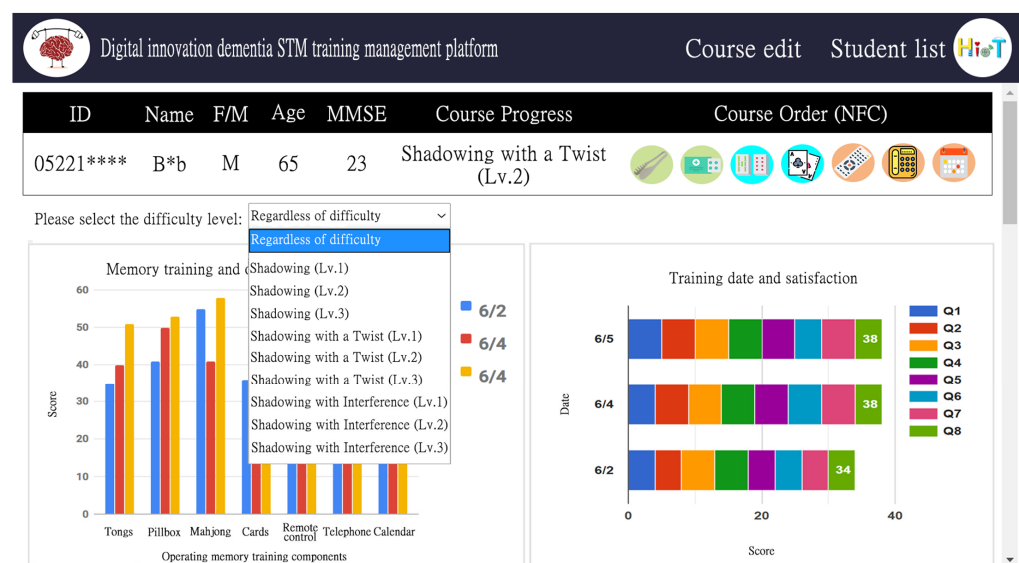 Digital innovation dementia STM training management platform
Course edit
Student list
HioT
ID Name F/M Age MMSE Course Progress Course Order (NFC)
05221**** B*b M 65 23 Shadowing with a Twist
(Lv.2)
Please select the difficulty level:
Regardless of difficulty
Regardless of difficulty
Shadowing (Lv.1)
Shadowing (Lv.2)
Shadowing (Lv.3)
Shadowing with a Twist (Lv.1)
Shadowing with a Twist (Lv.2)
Shadowing with a Twist (Lv.3)
Shadowing with Interference (Lv.1)
Shadowing with Interference (Lv.2)
Shadowing with Interference (Lv.3)
Memory training and
60
50
40
30
20
10
0
Score
Tongs Pillbox Mahjong Cards Remote control Telephone Calendar
Operating memory training components
6/2
6/4
6/4
Training date and satisfaction
Date
6/5 38
6/4 38
6/2 34
0 20 40
Score
Q1
Q2
Q3
Q4
Q5
Q6
Q7
Q8